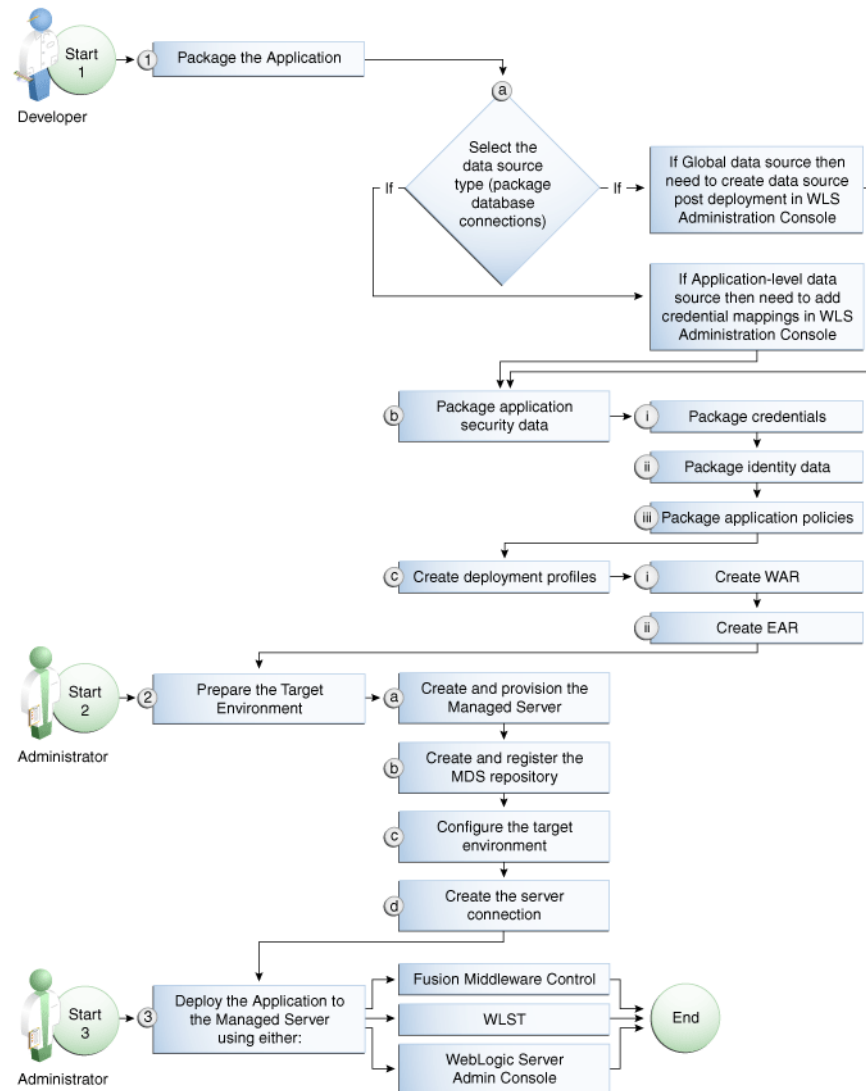 Start
1
Developer
1
Package the Application
a
Select the
data source
type (package
database
connections)
If
If
If Global data source then
need to create data source
post deployment in WLS
Administration Console
If Application-level data
source then need to add
credential mappings in WLS
Administration Console
b
Package application
security data
i
Package credentials
ii
Package identity data
iii
Package application policies
c
Create deployment profiles
i
Create WAR
ii
Create EAR
Start
2
Administrator
2
Prepare the Target
Environment
a
Create and provision the
Managed Server
b
Create and register the
MDS repository
c
Configure the target
environment
d
Create the server
connection
Start
3
Administrator
3
Deploy the Application to
the Managed Server
using either:
Fusion Middleware Control
WLST
WebLogic Server
Admin Console
End